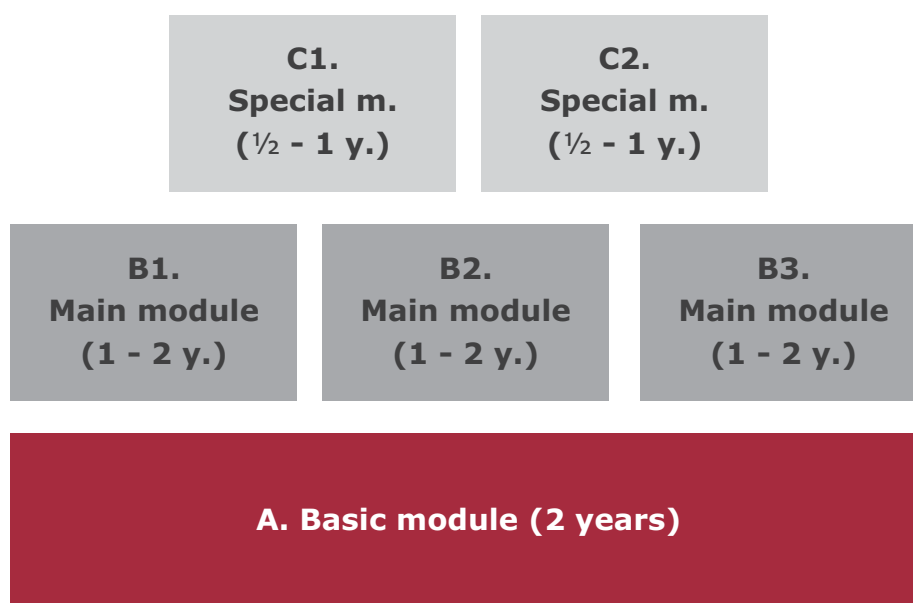 C1.
Special m.
(½ - 1 y.)
C2.
Special m.
(½ - 1 y.)
B1.
Main module
(1 - 2 y.)
B2.
Main module
(1 - 2 y.)
B3.
Main module
(1 - 2 y.)
A. Basic module (2 years)